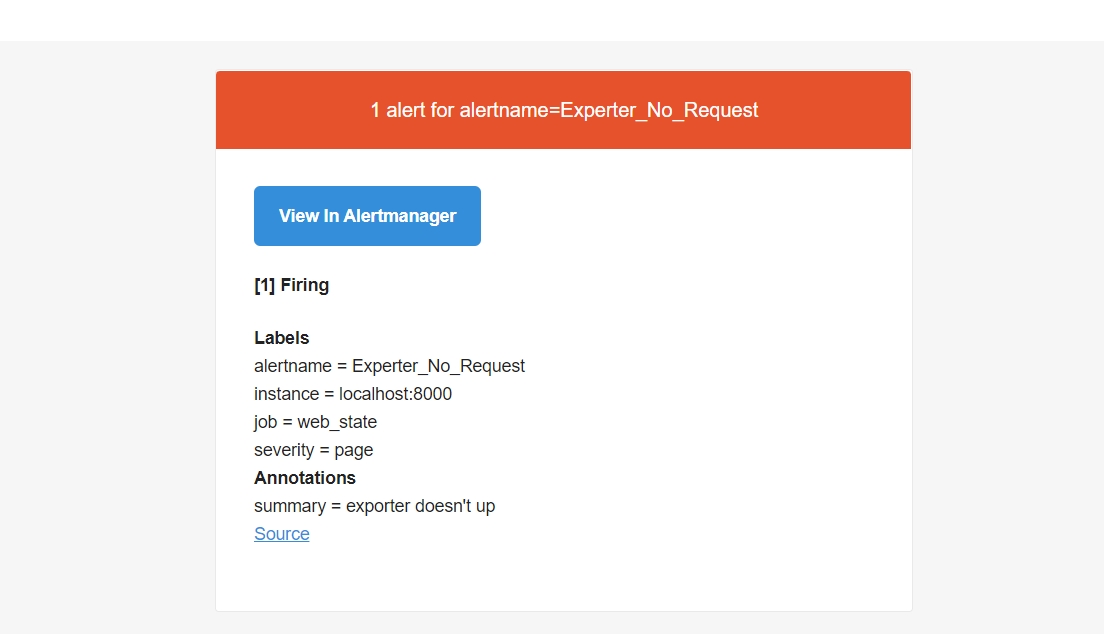 1 alert for alertname=Experter_No_Request
View In Alertmanager
[1] Firing
Labels
alertname = Experter_No_Request
instance = localhost:8000
job = web_state
severity = page
Annotations
summary = exporter doesn't up
Source